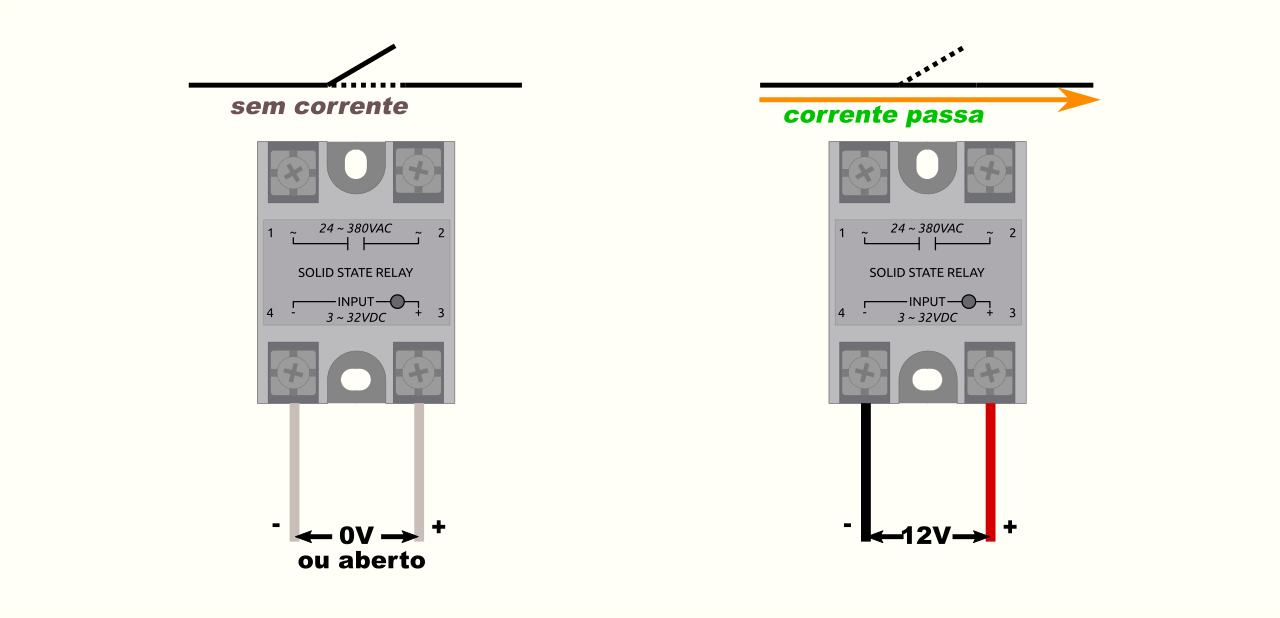 sem corrente
24 ~ 380VAC
1 ~ ~ 2
SOLID STATE RELAY
INPUT
4 - + 3
3 ~ 32VDC
- 0V +
ou aberto
corrente passa
24 ~ 380VAC
1 ~ ~ 2
SOLID STATE RELAY
INPUT
4 - + 3
3 ~ 32VDC
- 12V +